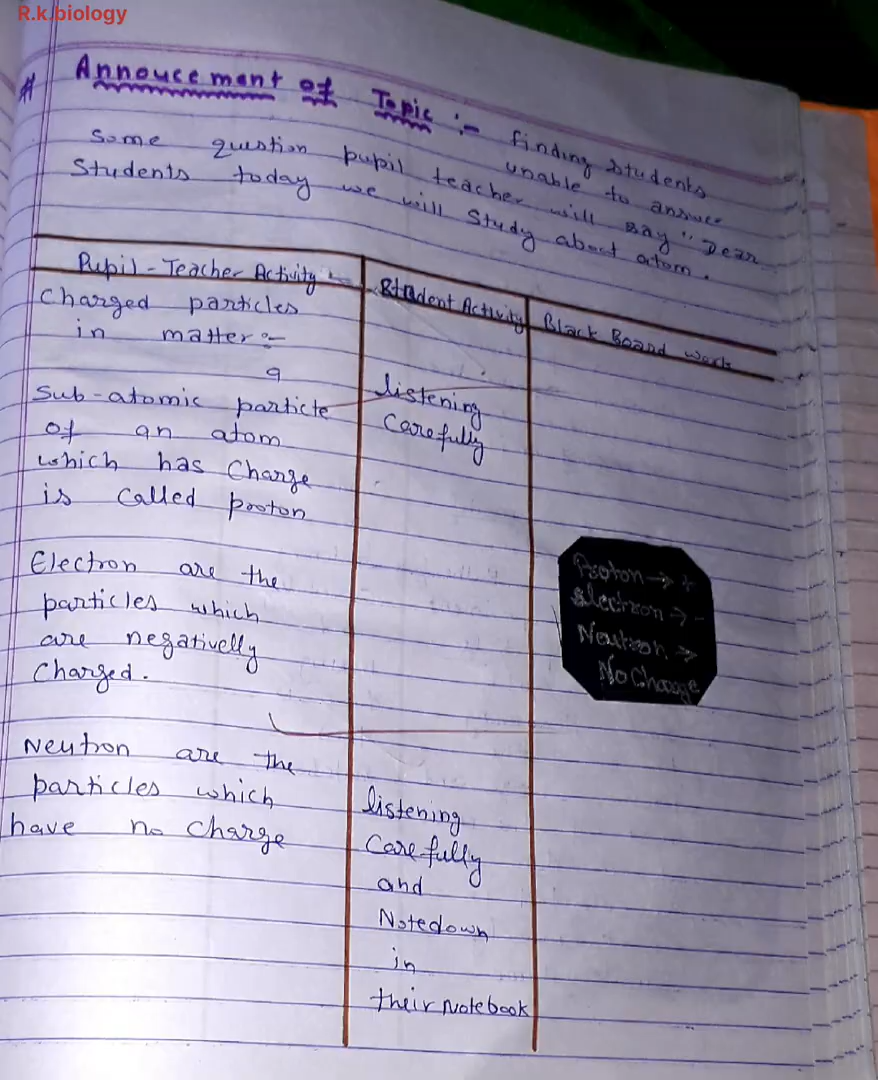 R.k.biology
# Annoucement of Topic :- finding students
unable to answer
Some question pupil teacher will say " Dear
Students today we will Study about atom.
Pupil-Teacher Activity
Charged particles
in matter :-
a
Sub-atomic particle
of an atom
which has charge
is called proton
Electron are the
particles which
are negativelly
Charged.
Neutron are the
particles which
have no charge
Student Activity
listening
Carefully
listening
Carefully
and
Notedown
in
their Notebook
Black Board work
Proton → +
Electron → -
Neutron →
No Charge